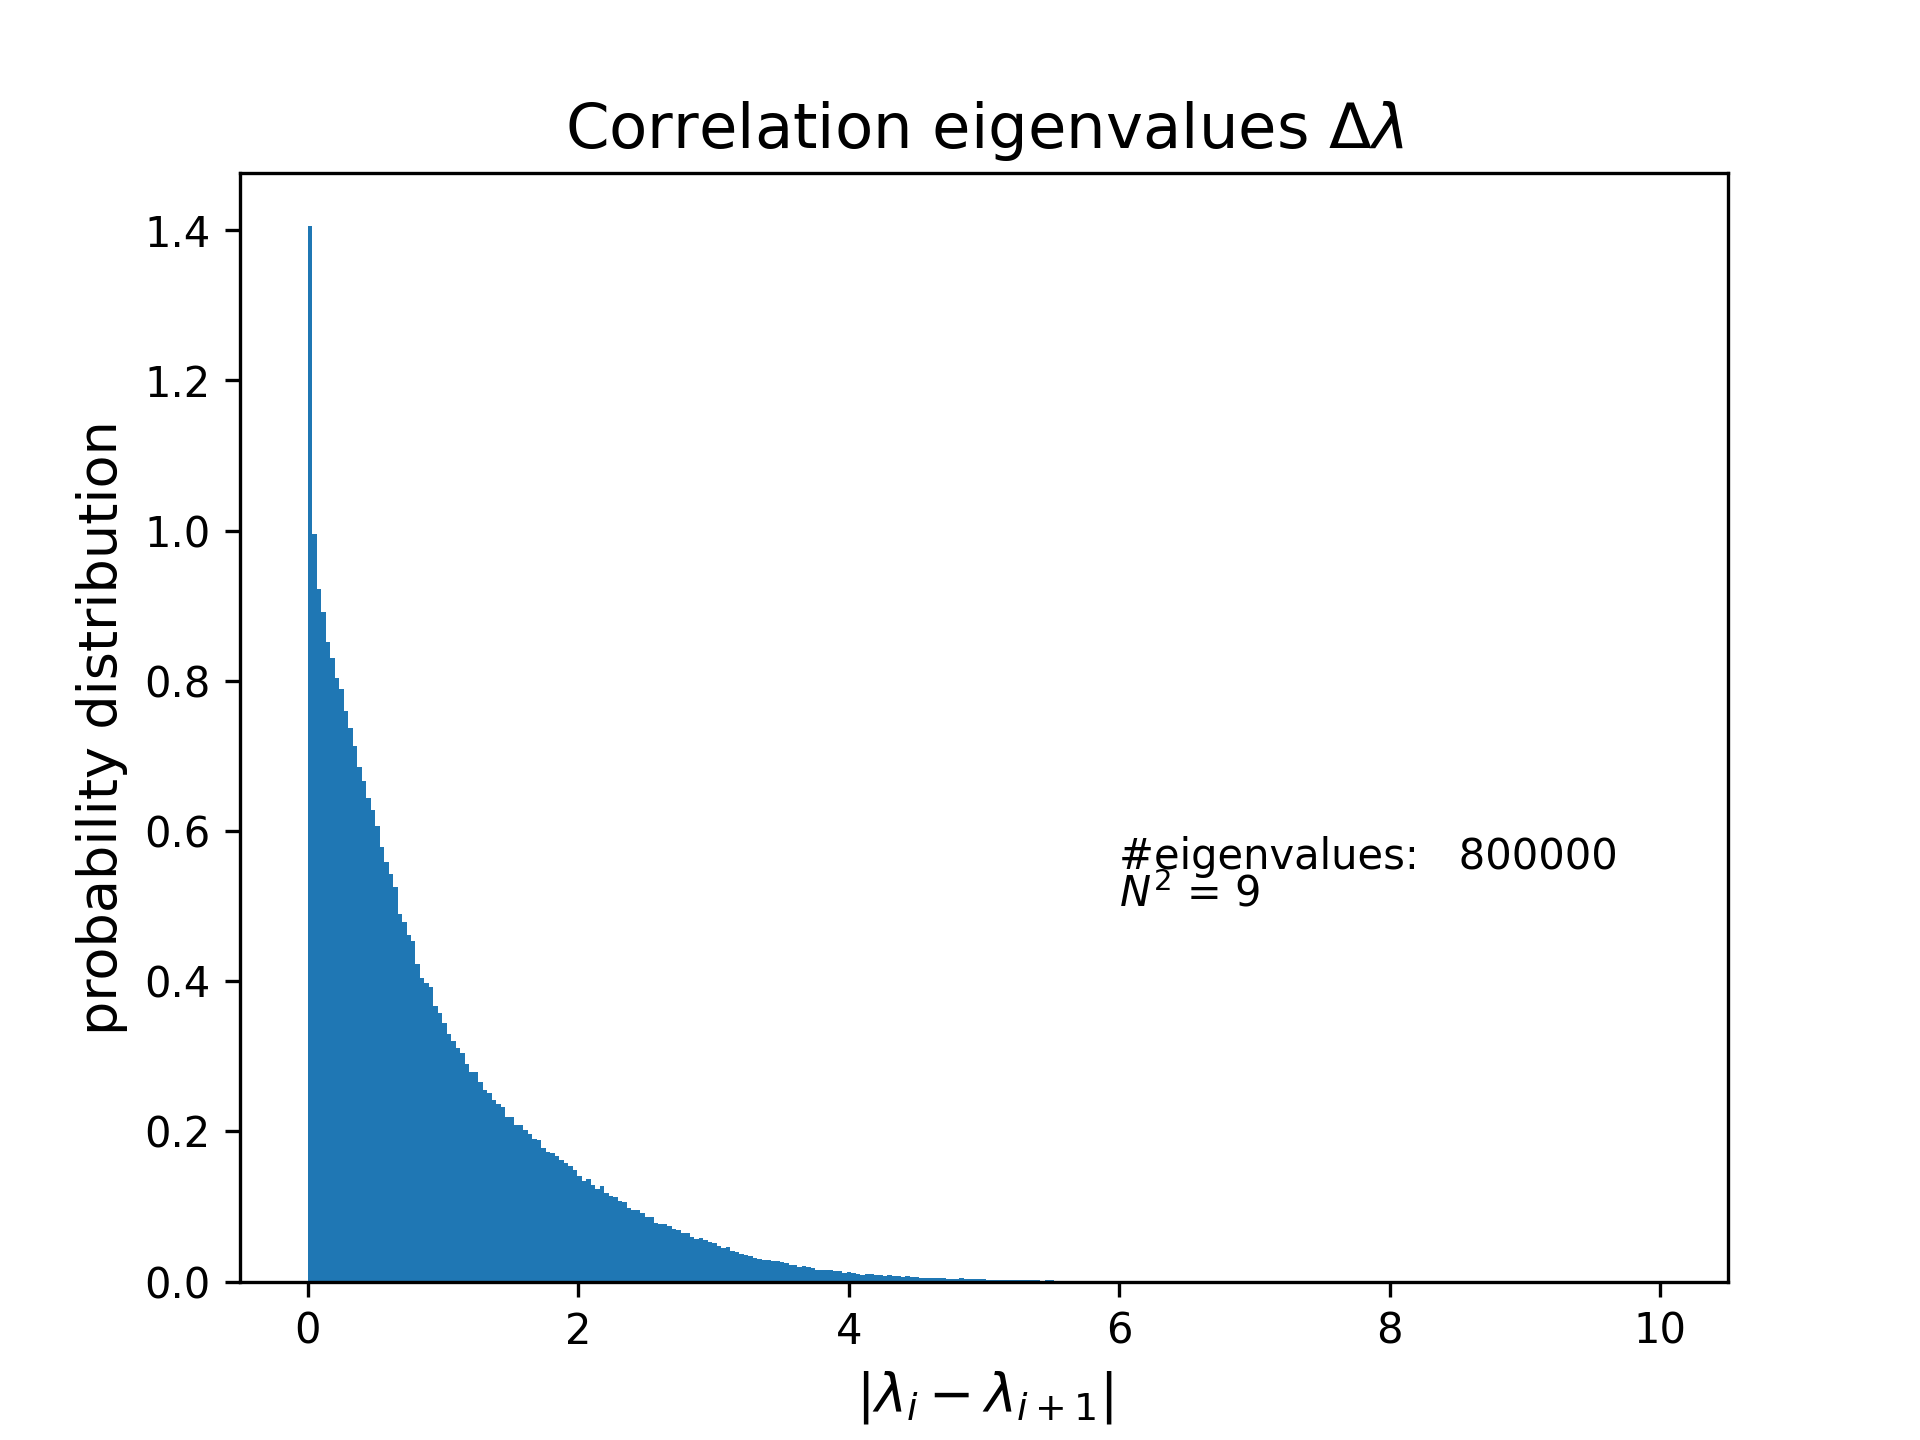 Correlation eigenvalues Δλ
probability distribution
1.4
1.2
1.0
0.8
0.6
0.4
0.2
0.0
#eigenvalues: 800000
N² = 9
0 2 4 6 8 10
|λᵢ − λᵢ₊₁|